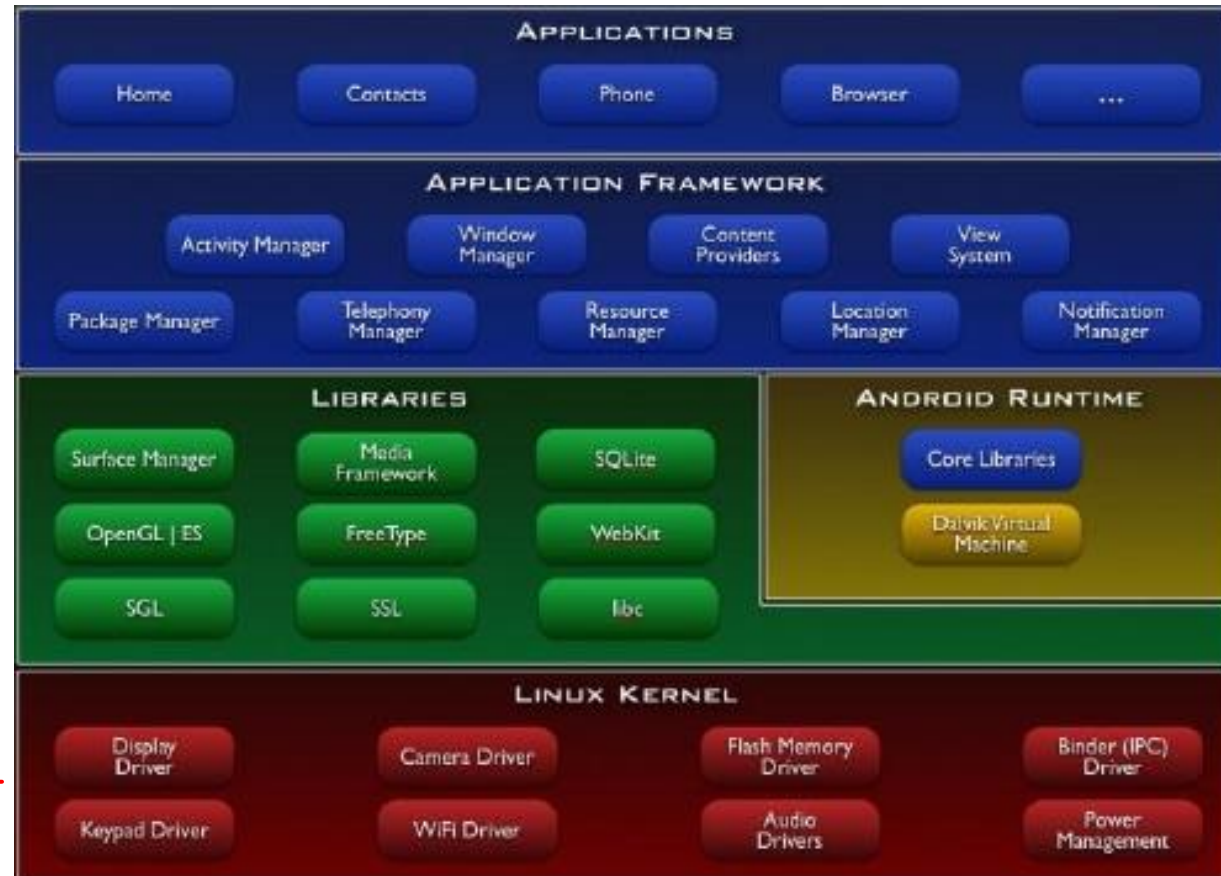 APPLICATIONS
Home
Contacts
Phone
Browser
...
APPLICATION FRAMEWORK
Activity Manager
Window
Manager
Content
Providers
View
System
Package Manager
Telephony
Manager
Resource
Manager
Location
Manager
Notification
Manager
LIBRARIES
Surface Manager
Media
Framework
SQLite
OpenGL | ES
FreeType
WebKit
SGL
SSL
libc
ANDROID RUNTIME
Core Libraries
Dalvik Virtual
Machine
LINUX KERNEL
Display
Driver
Camera Driver
Flash Memory
Driver
Binder (IPC)
Driver
Keypad Driver
WiFi Driver
Audio
Drivers
Power
Management